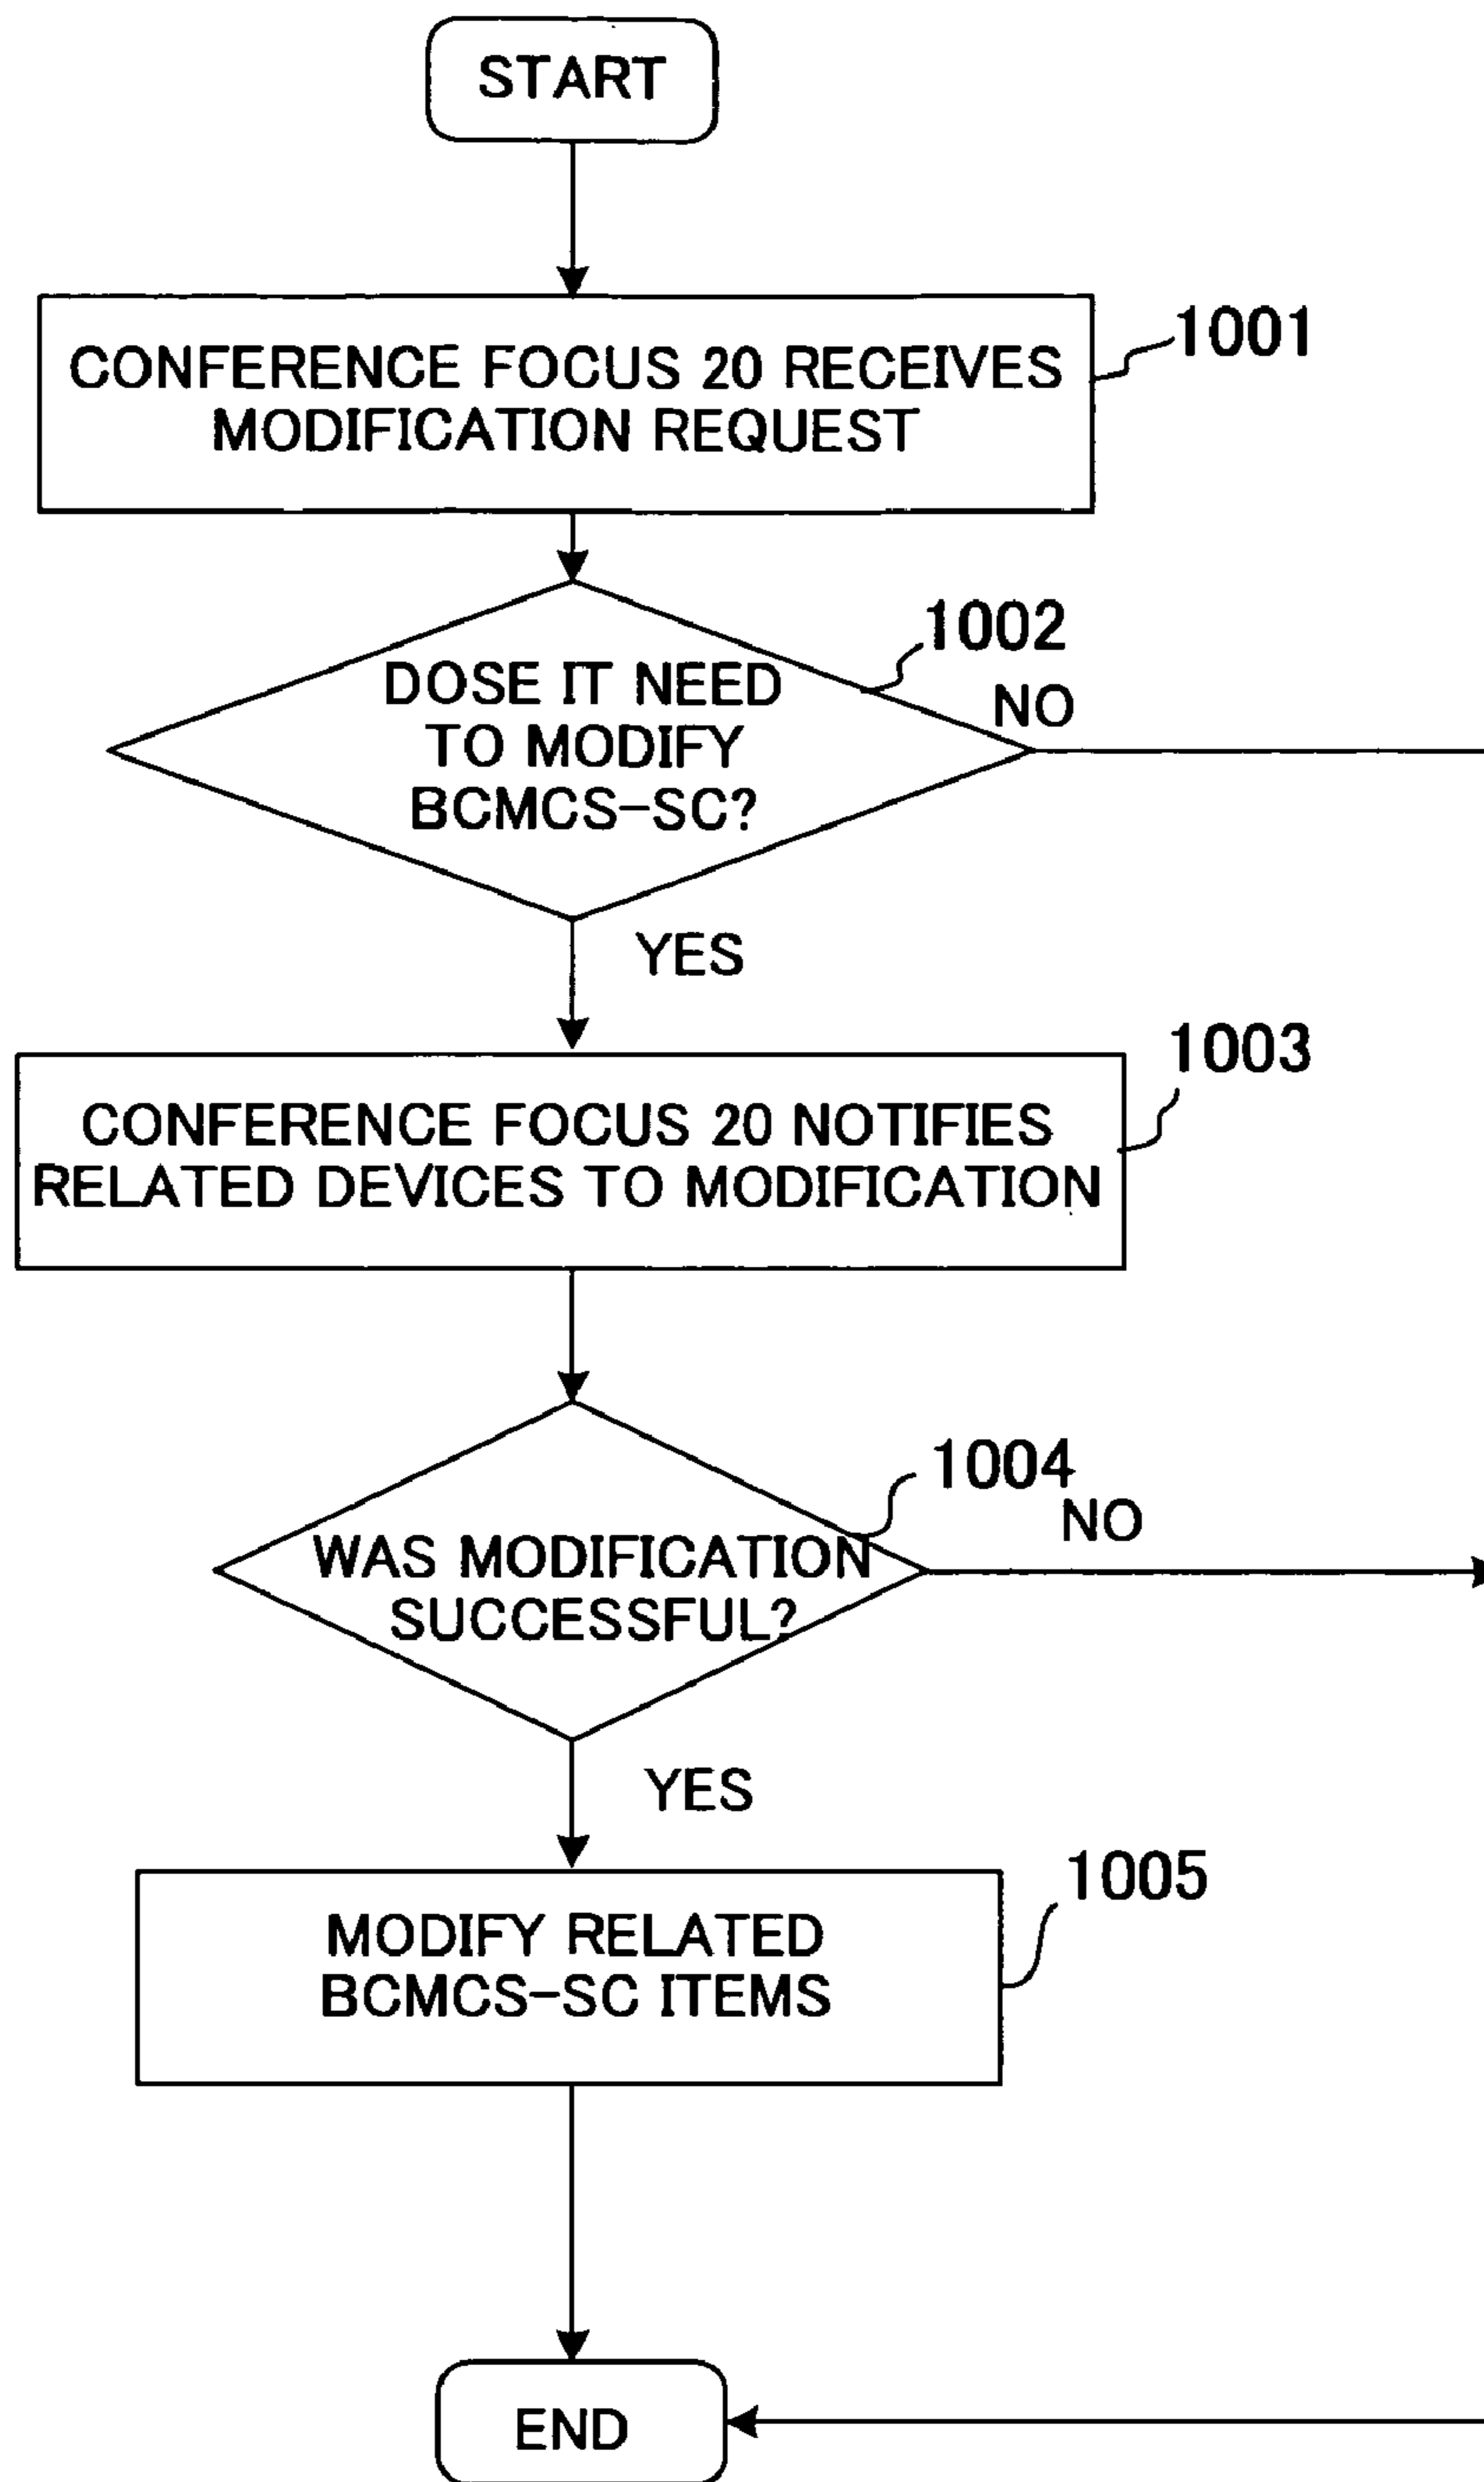 START
CONFERENCE FOCUS 20 RECEIVES
MODIFICATION REQUEST
1001
1002
DOSE IT NEED
TO MODIFY
BCMCS-SC?
NO
YES
1003
CONFERENCE FOCUS 20 NOTIFIES
RELATED DEVICES TO MODIFICATION
1004
NO
WAS MODIFICATION
SUCCESSFUL?
YES
1005
MODIFY RELATED
BCMCS-SC ITEMS
END